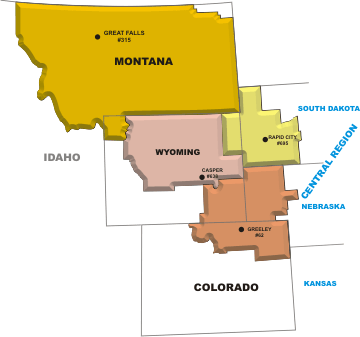 GREAT FALLS
#315
MONTANA
SOUTH DAKOTA
RAPID CITY
#695
IDAHO
WYOMING
CASPER
#636
CENTRAL REGION
NEBRASKA
GREELEY
#62
COLORADO
KANSAS